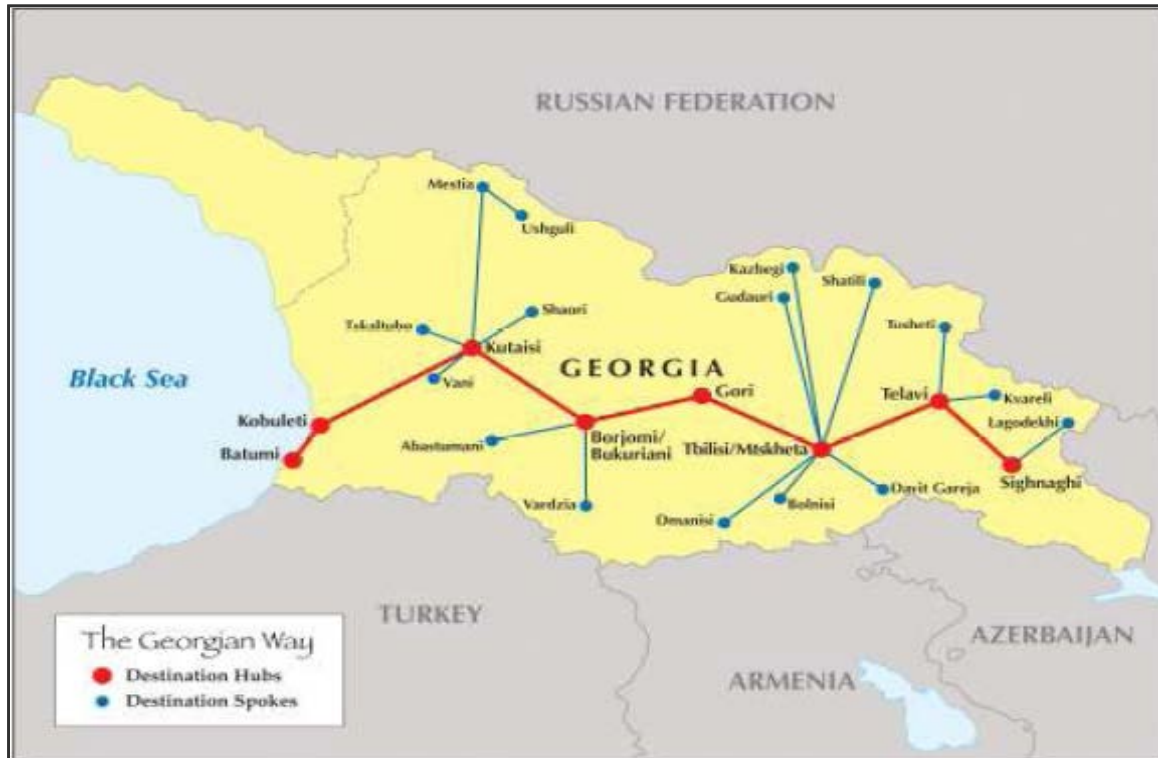 RUSSIAN FEDERATION
Mestia
Ushguli
Kazhegi
Shatili
Gudauri
Shaori
Tskaltubo
Tusheti
Kutaisi
GEORGIA
Black Sea
Vani
Gori
Telavi
Kvareli
Kobuleti
Lagodekhi
Abastumani
Borjomi/
Bukuriani
Tbilisi/Mtskheta
Batumi
Sighnaghi
Davit Gareja
Vardzia
Bolnisi
Dmanisi
TURKEY
AZERBAIJAN
ARMENIA
The Georgian Way
Destination Hubs
Destination Spokes